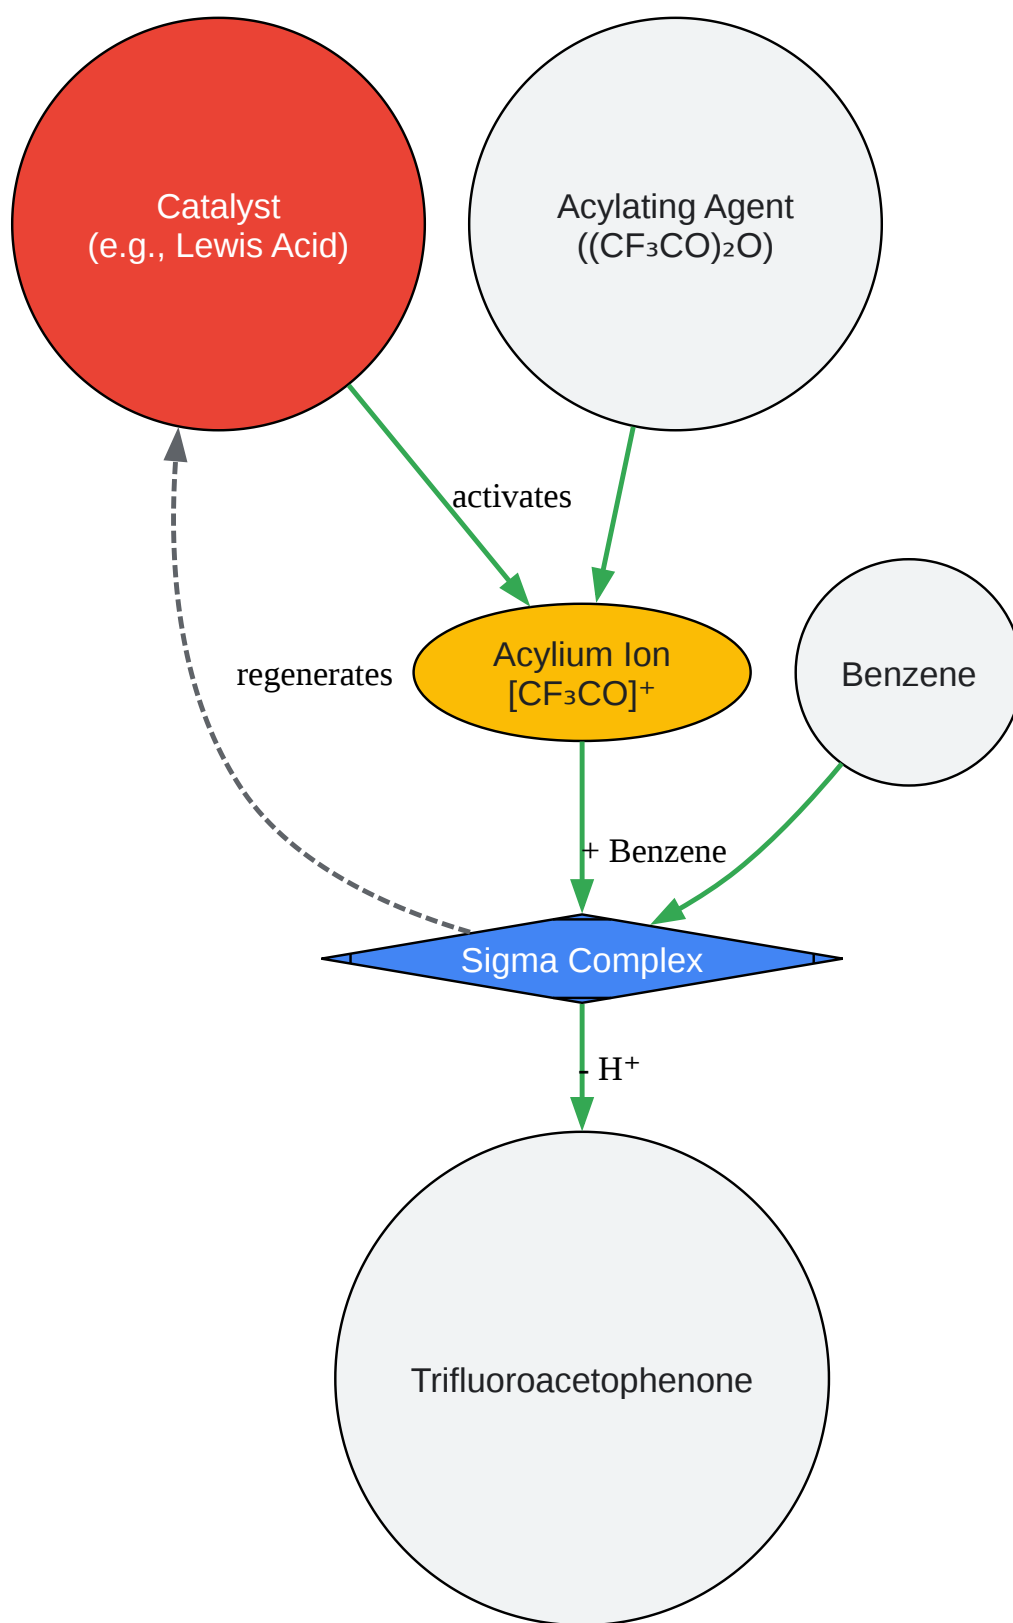 Catalyst
(e.g., Lewis Acid)
Acylating Agent
((CF₃CO)₂O)
activates
Acylium Ion
[CF₃CO]⁺
regenerates
Benzene
+ Benzene
Sigma Complex
- H⁺
Trifluoroacetophenone